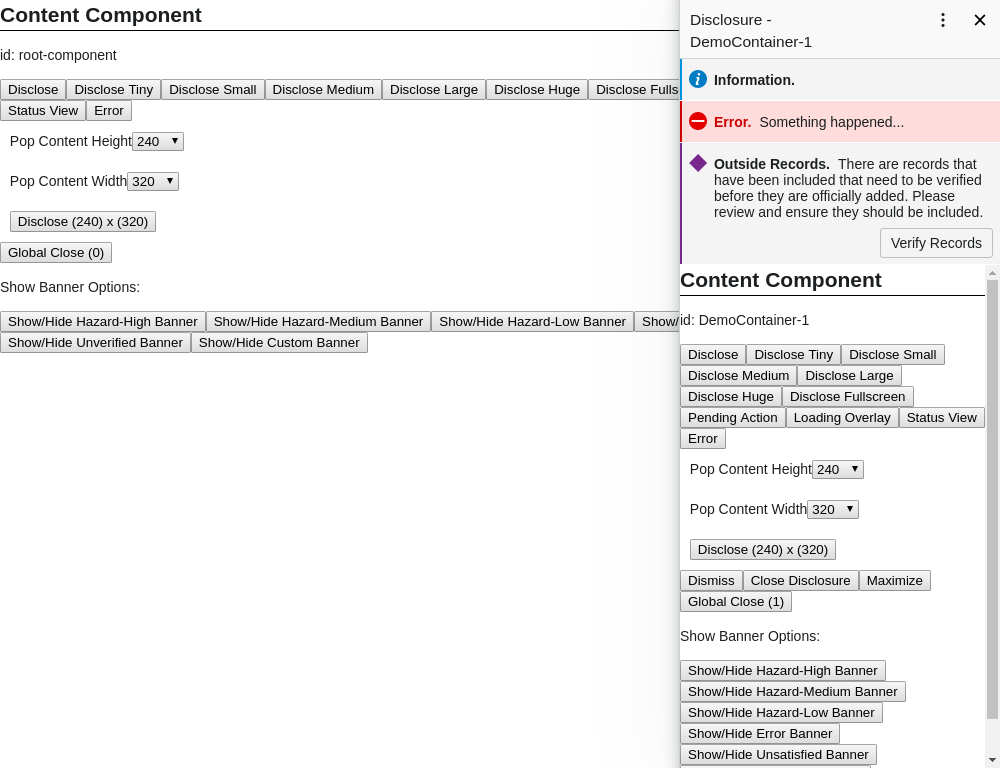 Content Component
id: root-component
Disclose Disclose Tiny Disclose Small Disclose Medium Disclose Large Disclose Huge Disclose Fulls
Status View Error
Pop Content Height 240
Pop Content Width 320
Disclose (240) x (320)
Global Close (0)
Show Banner Options:
Show/Hide Hazard-High Banner Show/Hide Hazard-Medium Banner Show/Hide Hazard-Low Banner Show/
Show/Hide Unverified Banner Show/Hide Custom Banner
Disclosure -
DemoContainer-1
Information.
Error. Something happened...
Outside Records. There are records that
have been included that need to be verified
before they are officially added. Please
review and ensure they should be included.
Verify Records
Content Component
id: DemoContainer-1
Disclose Disclose Tiny Disclose Small
Disclose Medium Disclose Large
Disclose Huge Disclose Fullscreen
Pending Action Loading Overlay Status View
Error
Pop Content Height 240
Pop Content Width 320
Disclose (240) x (320)
Dismiss Close Disclosure Maximize
Global Close (1)
Show Banner Options:
Show/Hide Hazard-High Banner
Show/Hide Hazard-Medium Banner
Show/Hide Hazard-Low Banner
Show/Hide Error Banner
Show/Hide Unsatisfied Banner